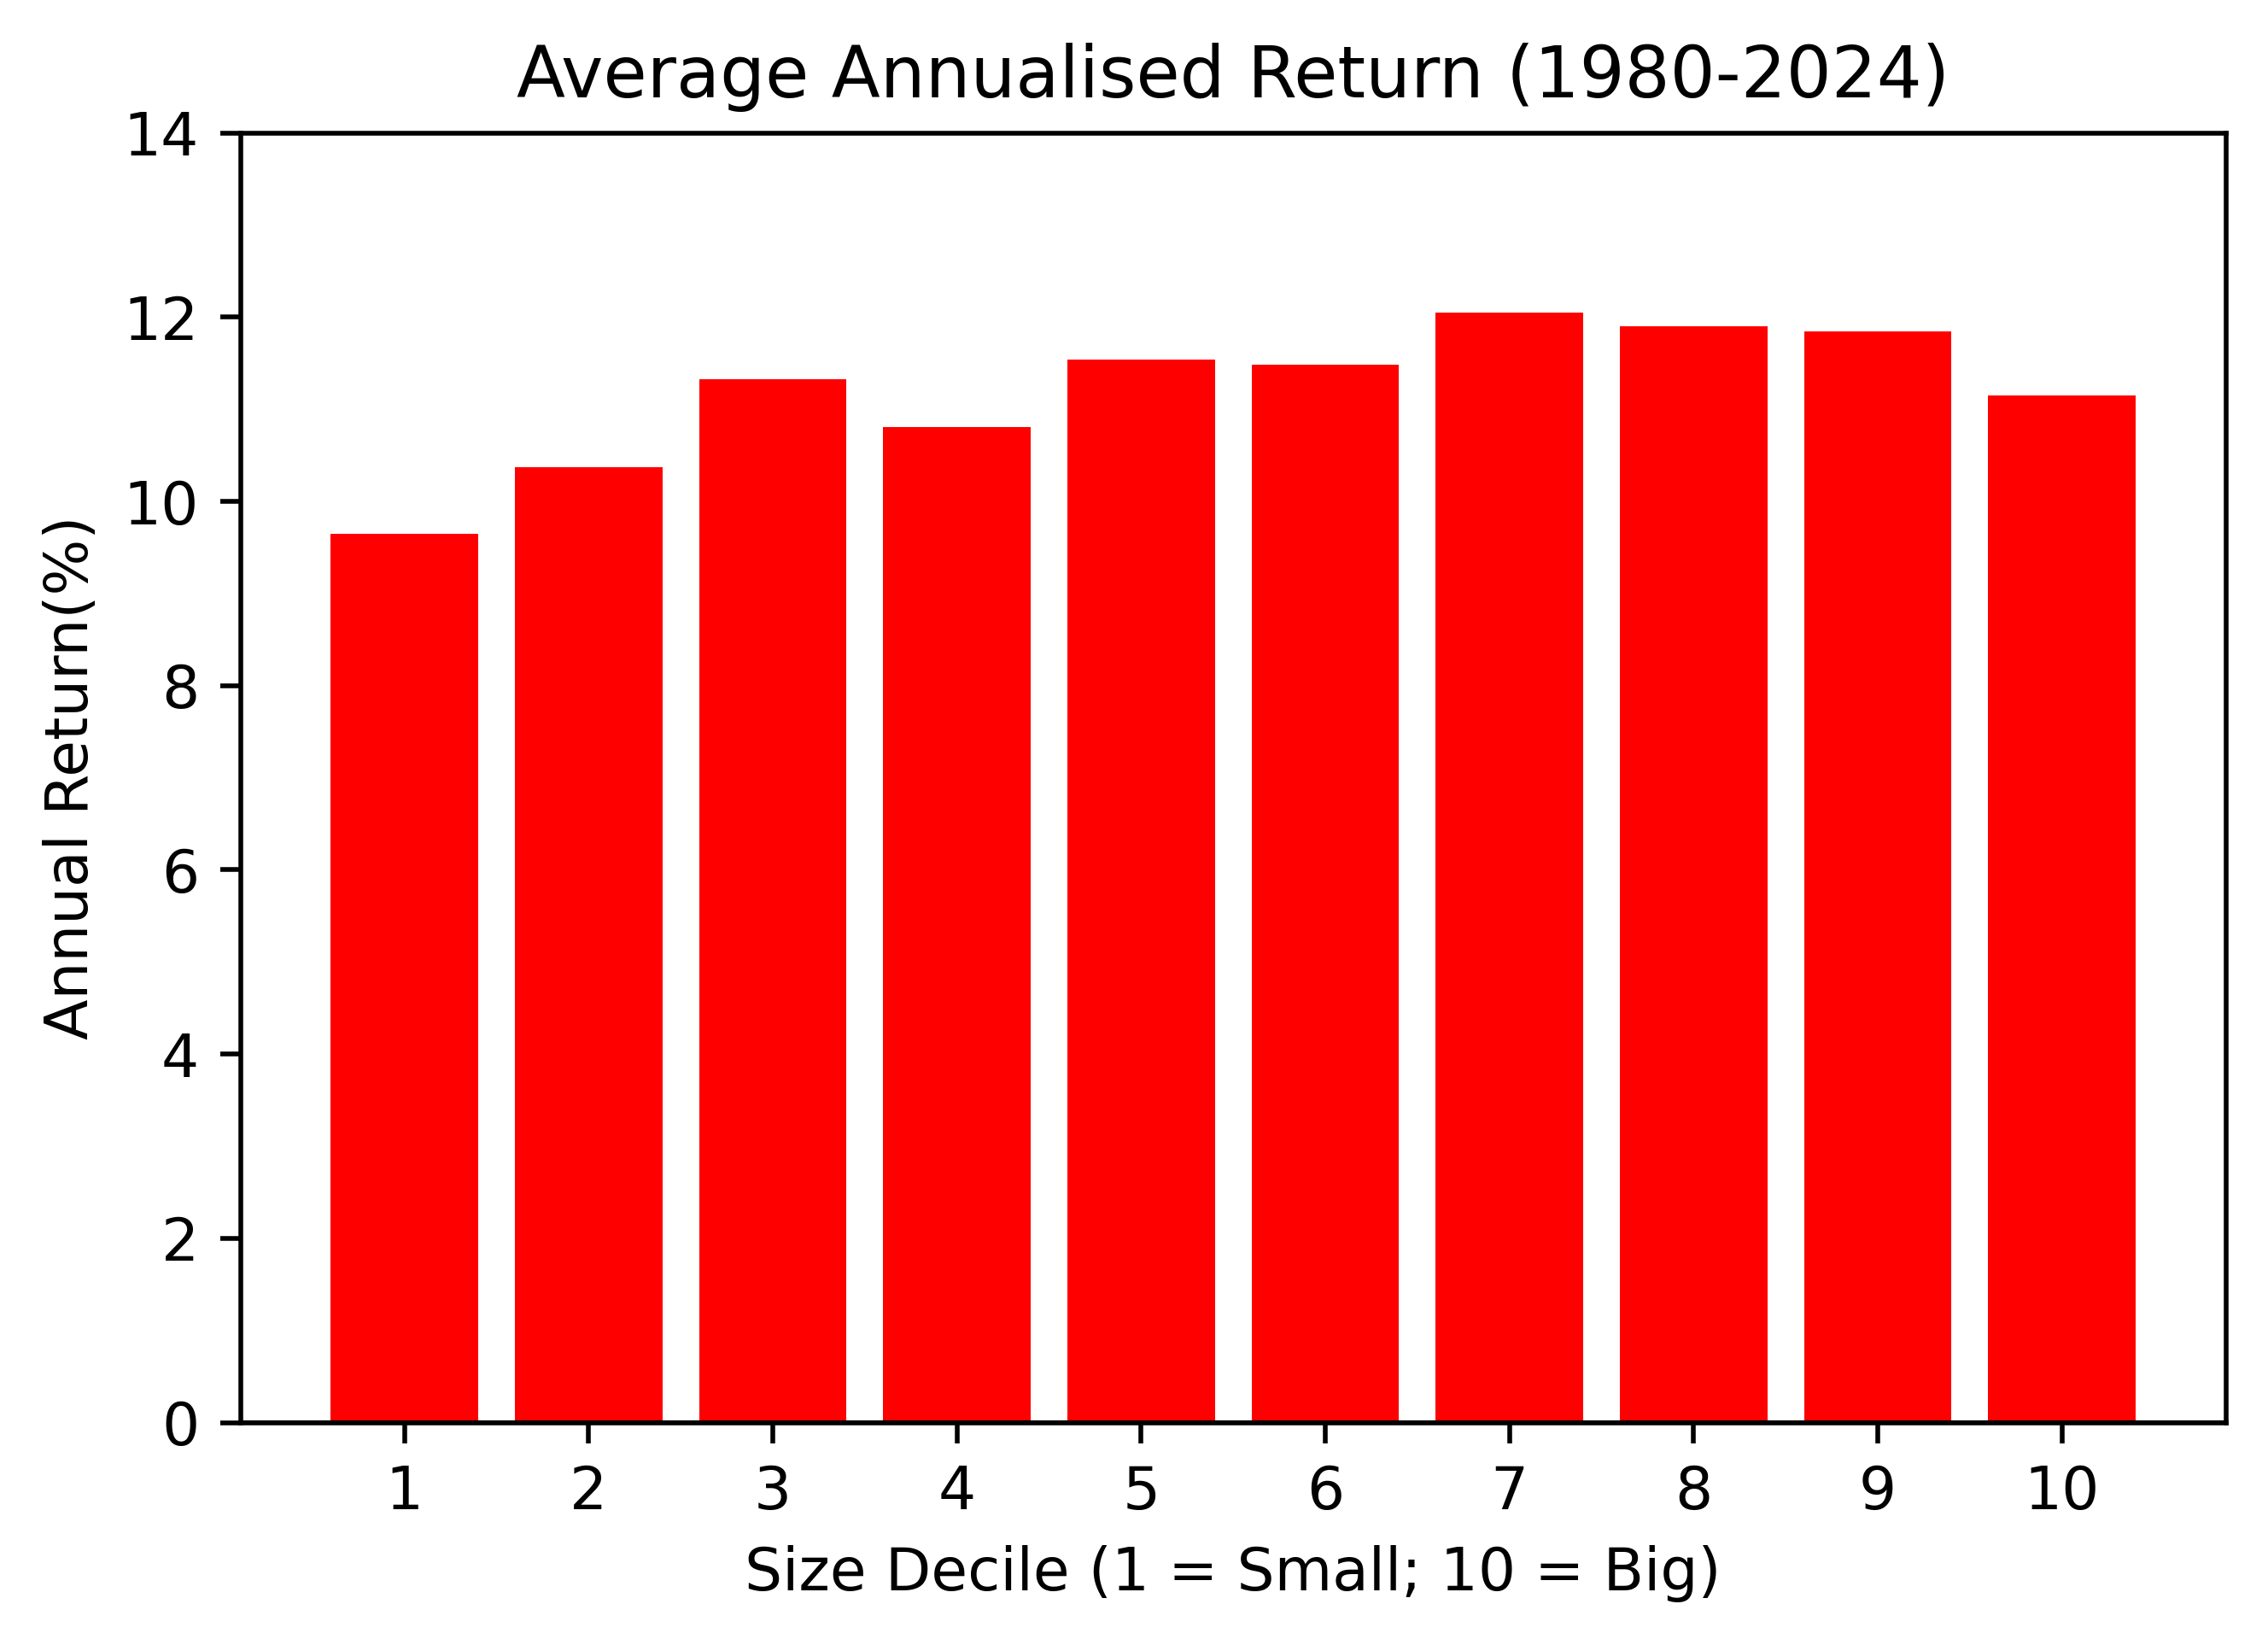 Average Annualised Return (1980-2024)
14
12
10
8
6
4
2
0
Annual Return(%)
1 2 3 4 5 6 7 8 9 10
Size Decile (1 = Small; 10 = Big)